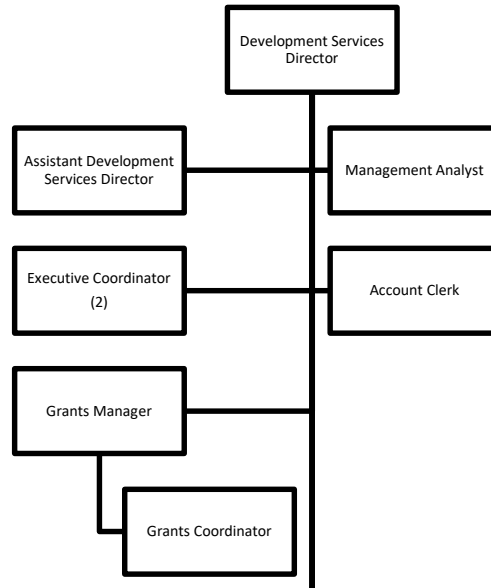 Development Services
Director
Assistant Development
Services Director
Management Analyst
Executive Coordinator
(2)
Account Clerk
Grants Manager
Grants Coordinator